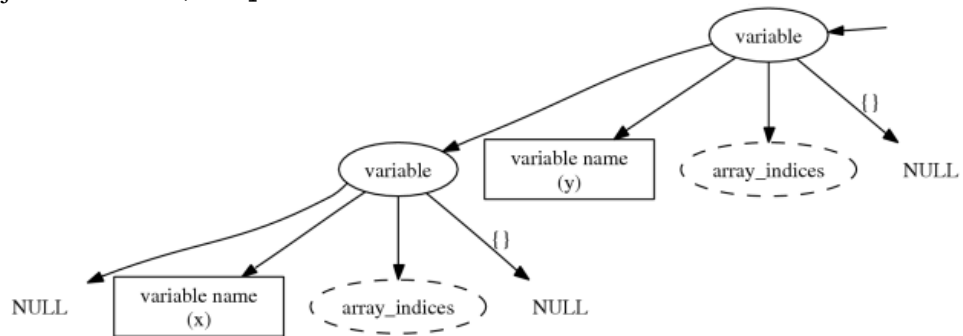 variable
{}
variable
variable name
(y)
array_indices
NULL
{}
NULL
variable name
(x)
array_indices
NULL